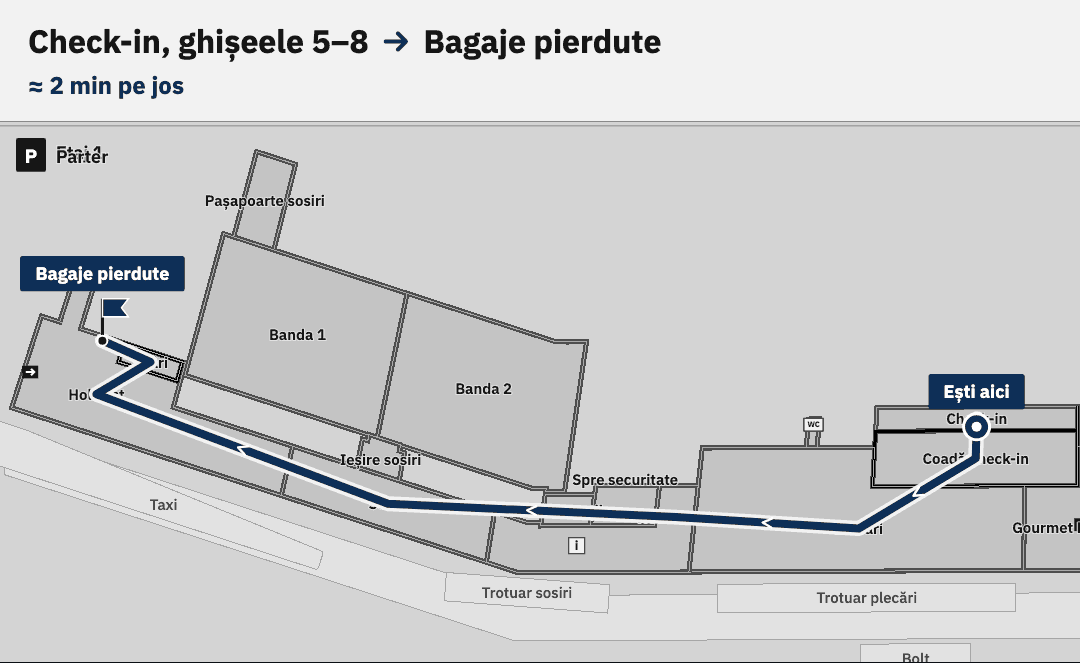 Check-in, ghișeele 5–8 → Bagaje pierdute
≈ 2 min pe jos
P Parter
Pașapoarte sosiri
Bagaje pierdute
Banda 1
Banda 2
Ești aici
wc
Ieșire sosiri
Spre securitate
Taxi
i
Trotuar sosiri
Trotuar plecări
Bolt